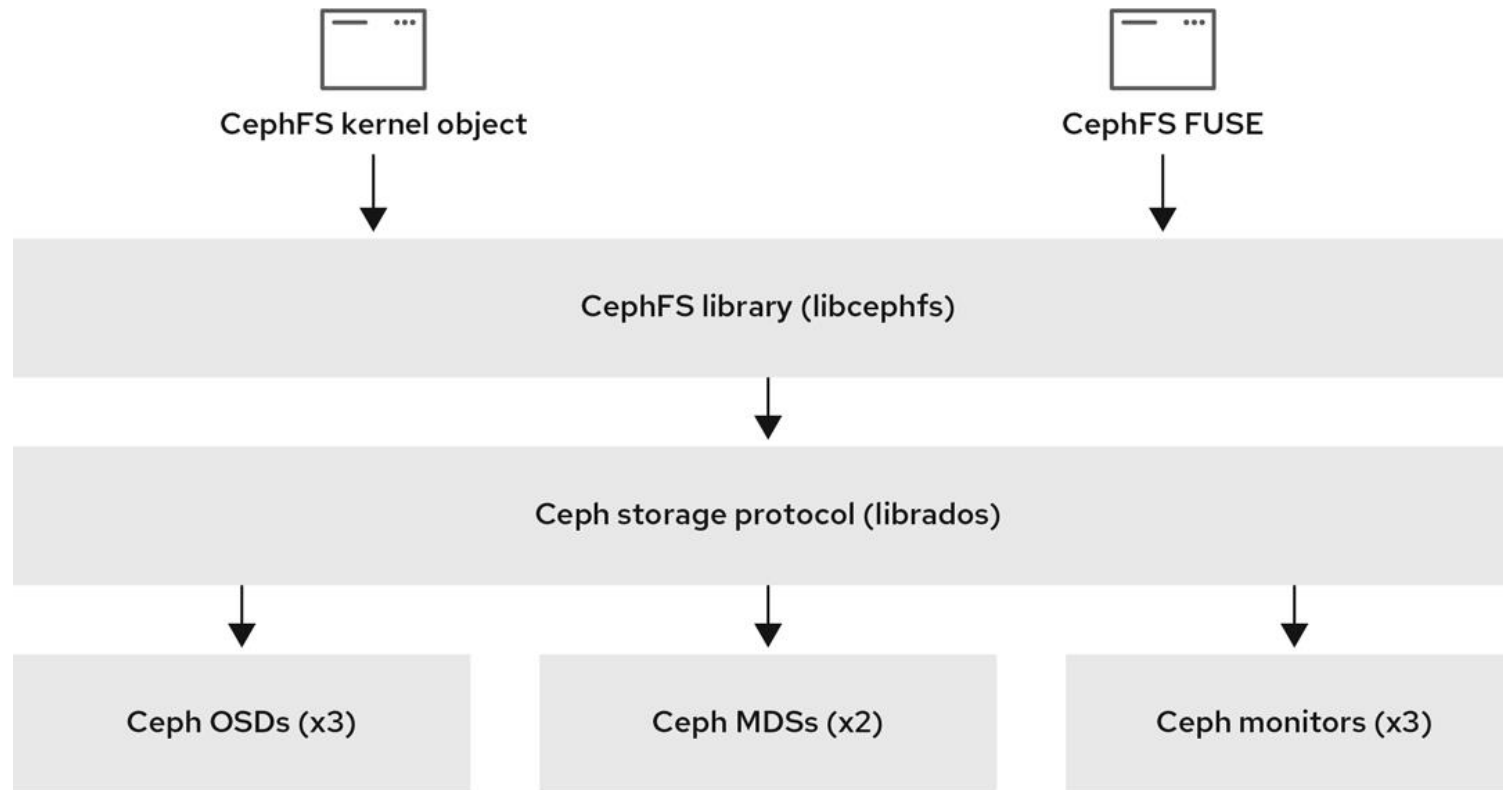 CephFS kernel object
CephFS FUSE
CephFS library (libcephfs)
Ceph storage protocol (librados)
Ceph OSDs (x3)
Ceph MDSs (x2)
Ceph monitors (x3)